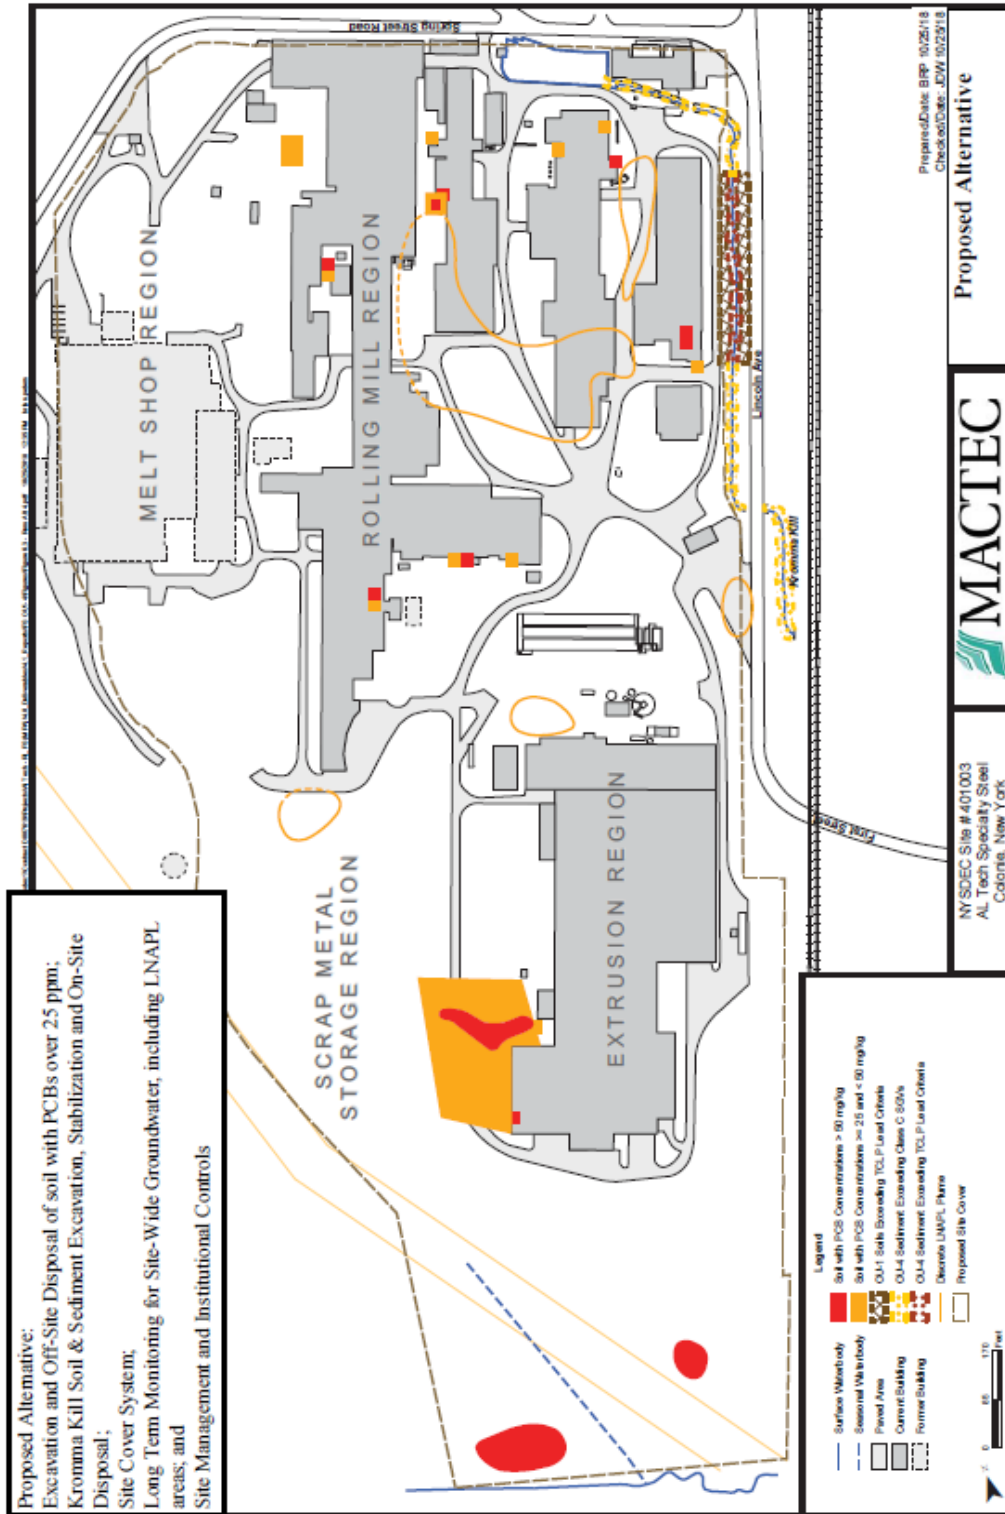 Proposed Alternative:
Excavation and Off-Site Disposal of soil with PCBs over 25 ppm;
Kromma Kill Soil & Sediment Excavation, Stabilization and On-Site
Disposal;
Site Cover System;
Long Term Monitoring for Site-Wide Groundwater, including LNAPL
areas; and
Site Management and Institutional Controls
MELT SHOP REGION
ROLLING MILL REGION
SCRAP METAL
STORAGE REGION
EXTRUSION REGION
Spring Street Road
Lincoln Ave
Kromma Kill
First Street
Legend
Surface Waterbody
Seasonal Waterbody
Paved Area
Current Building
Former Building
Soil with PCB Concentrations > 50 mg/kg
Soil with PCB Concentrations >= 25 and < 50 mg/kg
OU-1 Soils Exceeding TCLP Lead Criteria
OU-4 Sediment Exceeding Class C SGVs
OU-4 Sediment Exceeding TCLP Lead Criteria
Discrete LNAPL Plume
Proposed Site Cover
0 85 170
Feet
NYSDEC Site # 401003
AL Tech Specialty Steel
Colonie, New York
MACTEC
Proposed Alternative
Prepared/Date: BRP 10/25/18
Checked/Date: JDW 10/25/18